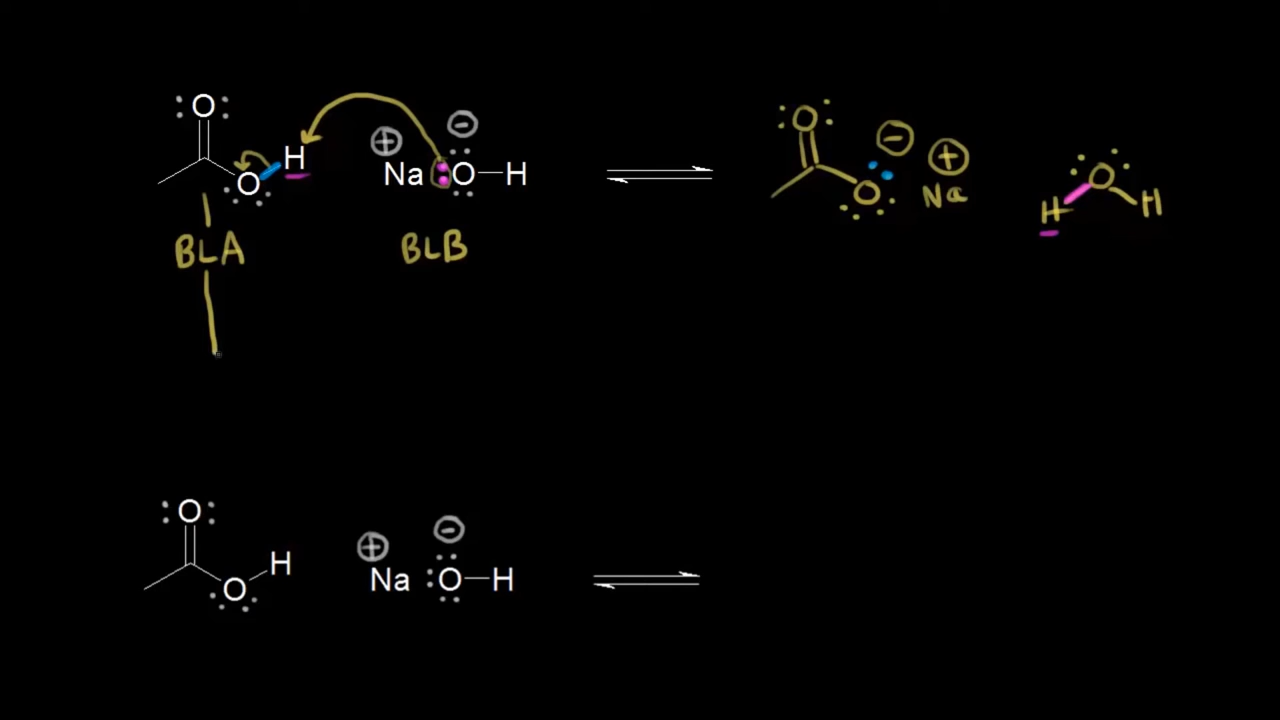 O O
H ⊕ ⊖ ⊖ ⊕ O
O Na O—H O Na H H
BLA BLB
O
H ⊕ ⊖
O Na O—H